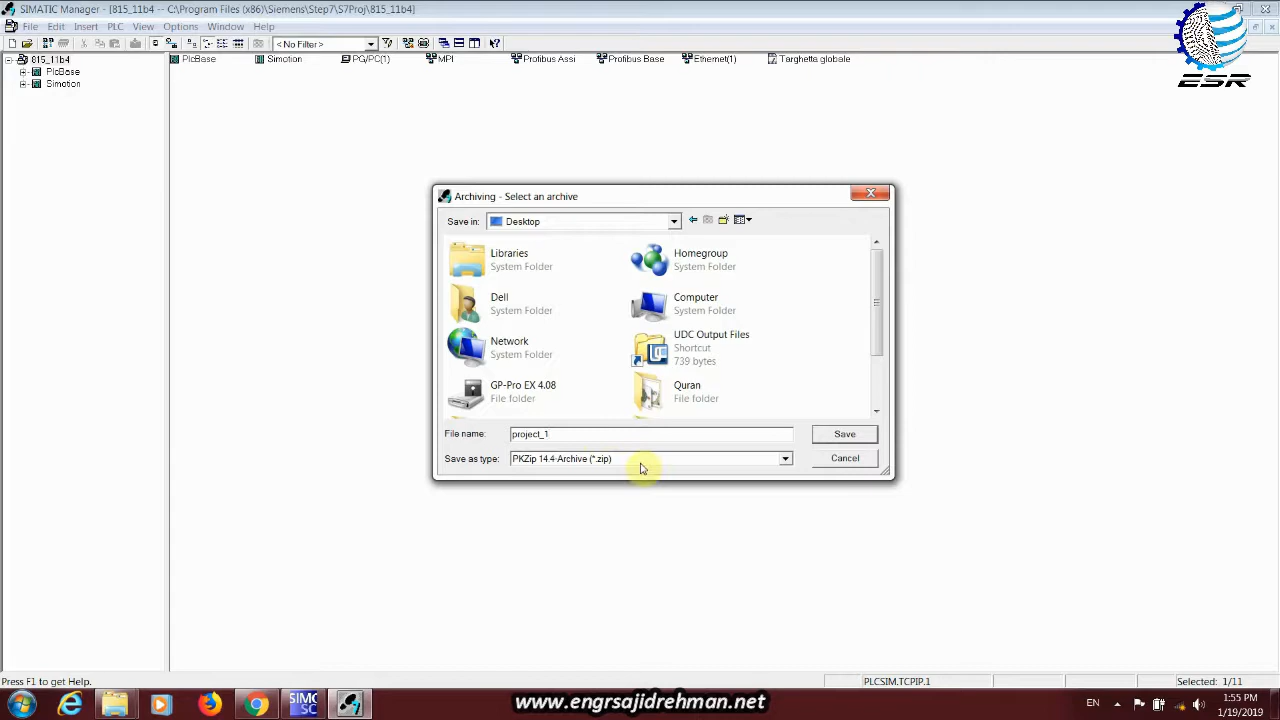 SIMATIC Manager - [815_11b4 -- C:\Program Files (x86)\Siemens\Step7\S7Proj\815_11b4]
File Edit Insert PLC View Options Window Help
< No Filter >
815_11b4
PlcBase
Simotion
PlcBase Simotion PG/PC(1) MPI Profibus Assi Profibus Base Ethernet(1) Targhetta globale
ESR
Archiving - Select an archive
Save in: Desktop
Libraries
System Folder
Homegroup
System Folder
Dell
System Folder
Computer
System Folder
Network
System Folder
UDC Output Files
Shortcut
739 bytes
GP-Pro EX 4.08
File folder
Quran
File folder
File name: project_1 Save
Save as type: PKZip 14.4-Archive (*.zip) Cancel
Press F1 to get Help. PLCSIM.TCPIP.1 Selected: 1/11
SIMO
SC
www.engrsajidrehman.net
EN
1:55 PM
1/19/2019